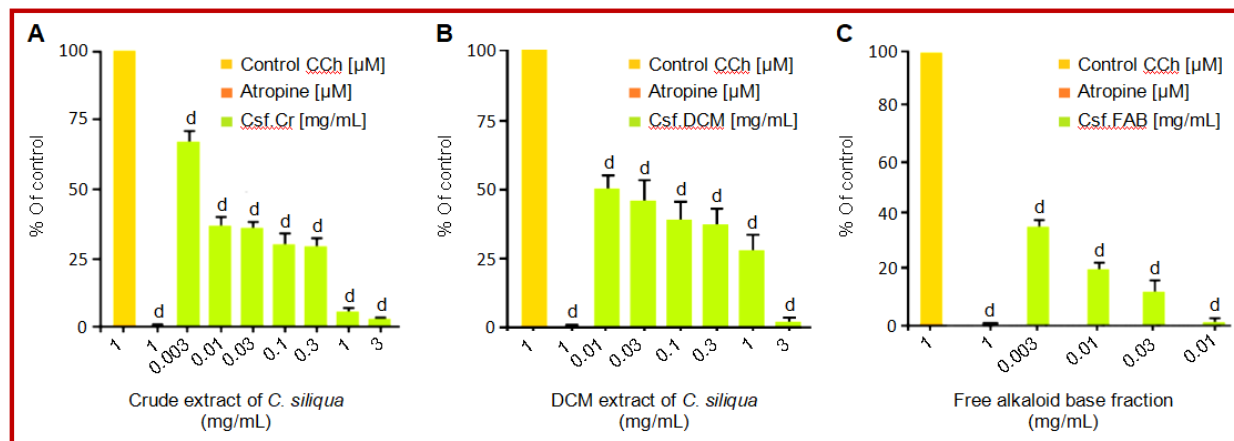 A
100
75
50
25
0
% Of control
Control CCh [µM]
Atropine [µM]
Csf.Cr [mg/mL]
d
d
d
d
d
d
d
d
1
1
0.003
0.01
0.03
0.1
0.3
1
3
Crude extract of C. siliqua
(mg/mL)
B
100
75
50
25
0
% Of control
Control CCh [µM]
Atropine [µM]
Csf.DCM [mg/mL]
d
d
d
d
d
d
d
1
1
0.01
0.03
0.1
0.3
1
3
DCM extract of C. siliqua
(mg/mL)
C
100
80
60
40
20
0
% Of control
Control CCh [µM]
Atropine [µM]
Csf.FAB [mg/mL]
d
d
d
d
d
1
1
0.003
0.01
0.03
0.01
Free alkaloid base fraction
(mg/mL)